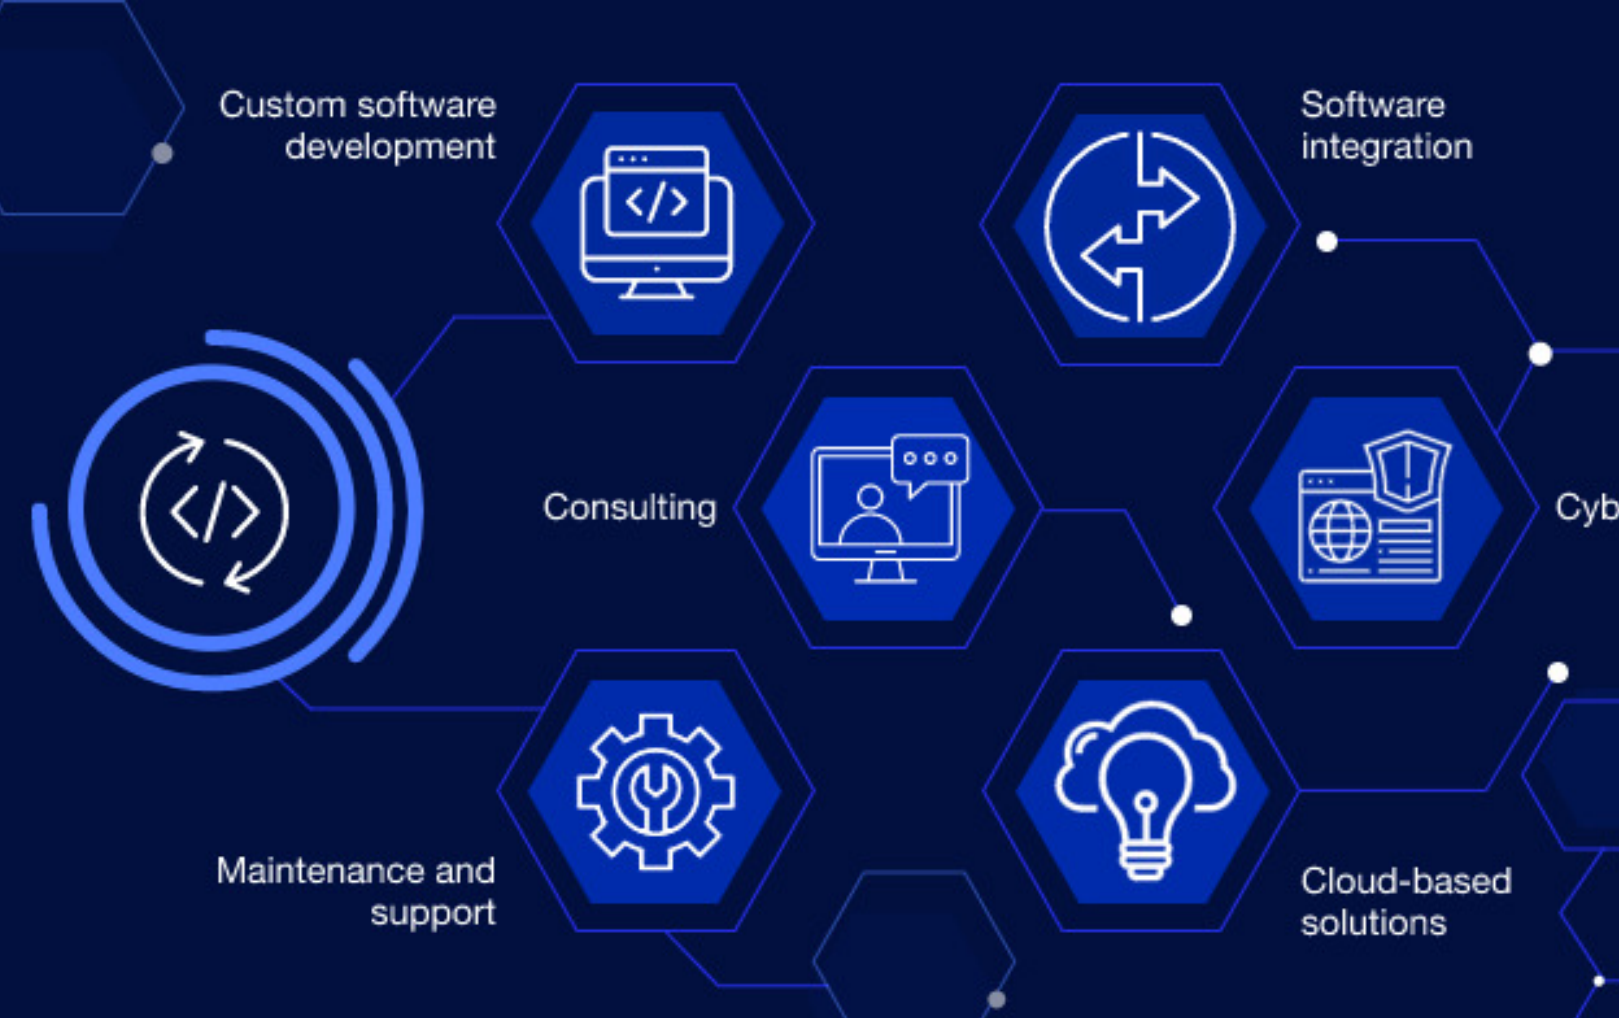 Custom software
development
Software
integration
Consulting
Maintenance and
support
Cloud-based
solutions